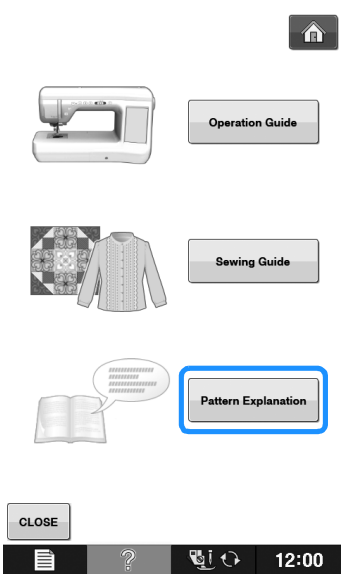 Operation Guide
Sewing Guide
Pattern Explanation
CLOSE
12:00